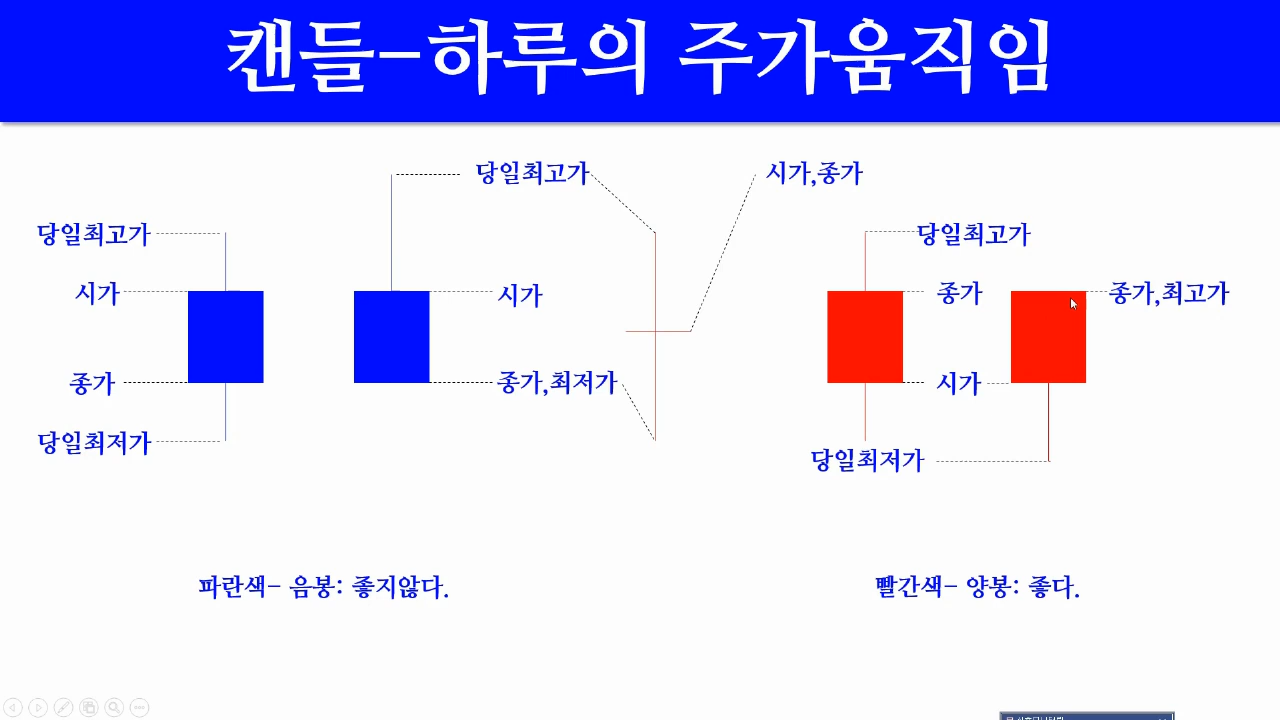 캔들-하루의 주가움직임
당일최고가
시가,종가
당일최고가
당일최고가
시가
시가
종가
종가,최고가
종가
종가,최저가
시가
당일최저가
당일최저가
파란색- 음봉: 좋지않다.
빨간색- 양봉: 좋다.